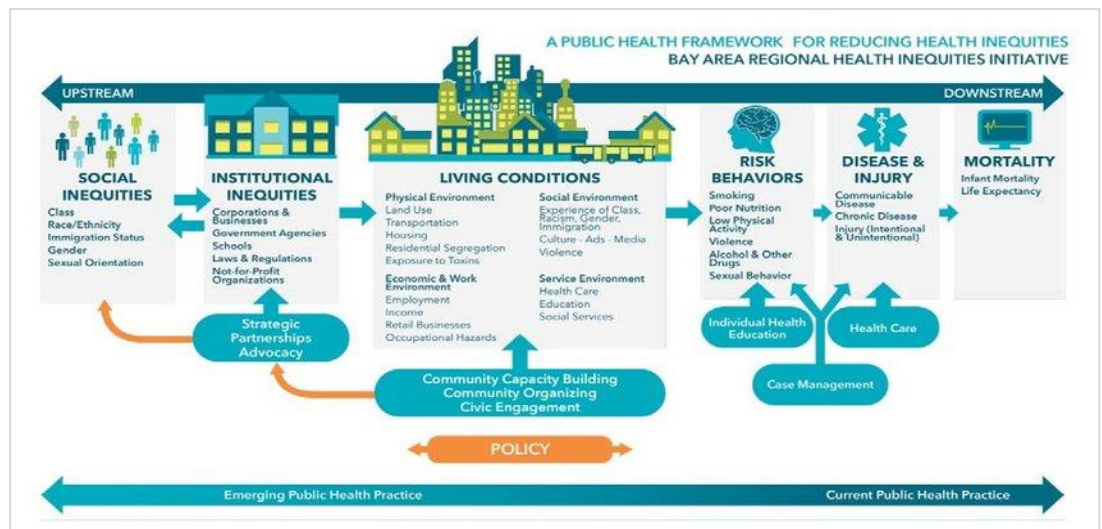 A PUBLIC HEALTH FRAMEWORK FOR REDUCING HEALTH INEQUITIES
BAY AREA REGIONAL HEALTH INEQUITIES INITIATIVE
UPSTREAM
DOWNSTREAM
SOCIAL
INEQUITIES
Class
Race/Ethnicity
Immigration Status
Gender
Sexual Orientation
INSTITUTIONAL
INEQUITIES
Corporations &
Businesses
Government Agencies
Schools
Laws & Regulations
Not-for-Profit
Organizations
LIVING CONDITIONS
Physical Environment
Land Use
Transportation
Housing
Residential Segregation
Exposure to Toxins
Economic & Work
Environment
Employment
Income
Retail Businesses
Occupational Hazards
Social Environment
Experience of Class,
Racism, Gender,
Immigration
Culture - Ads - Media
Violence
Service Environment
Health Care
Education
Social Services
RISK
BEHAVIORS
Smoking
Poor Nutrition
Low Physical
Activity
Violence
Alcohol & Other
Drugs
Sexual Behavior
DISEASE &
INJURY
Communicable
Disease
Chronic Disease
Injury (Intentional
& Unintentional)
MORTALITY
Infant Mortality
Life Expectancy
Strategic
Partnerships
Advocacy
Community Capacity Building
Community Organizing
Civic Engagement
Individual Health
Education
Health Care
Case Management
POLICY
Emerging Public Health Practice
Current Public Health Practice